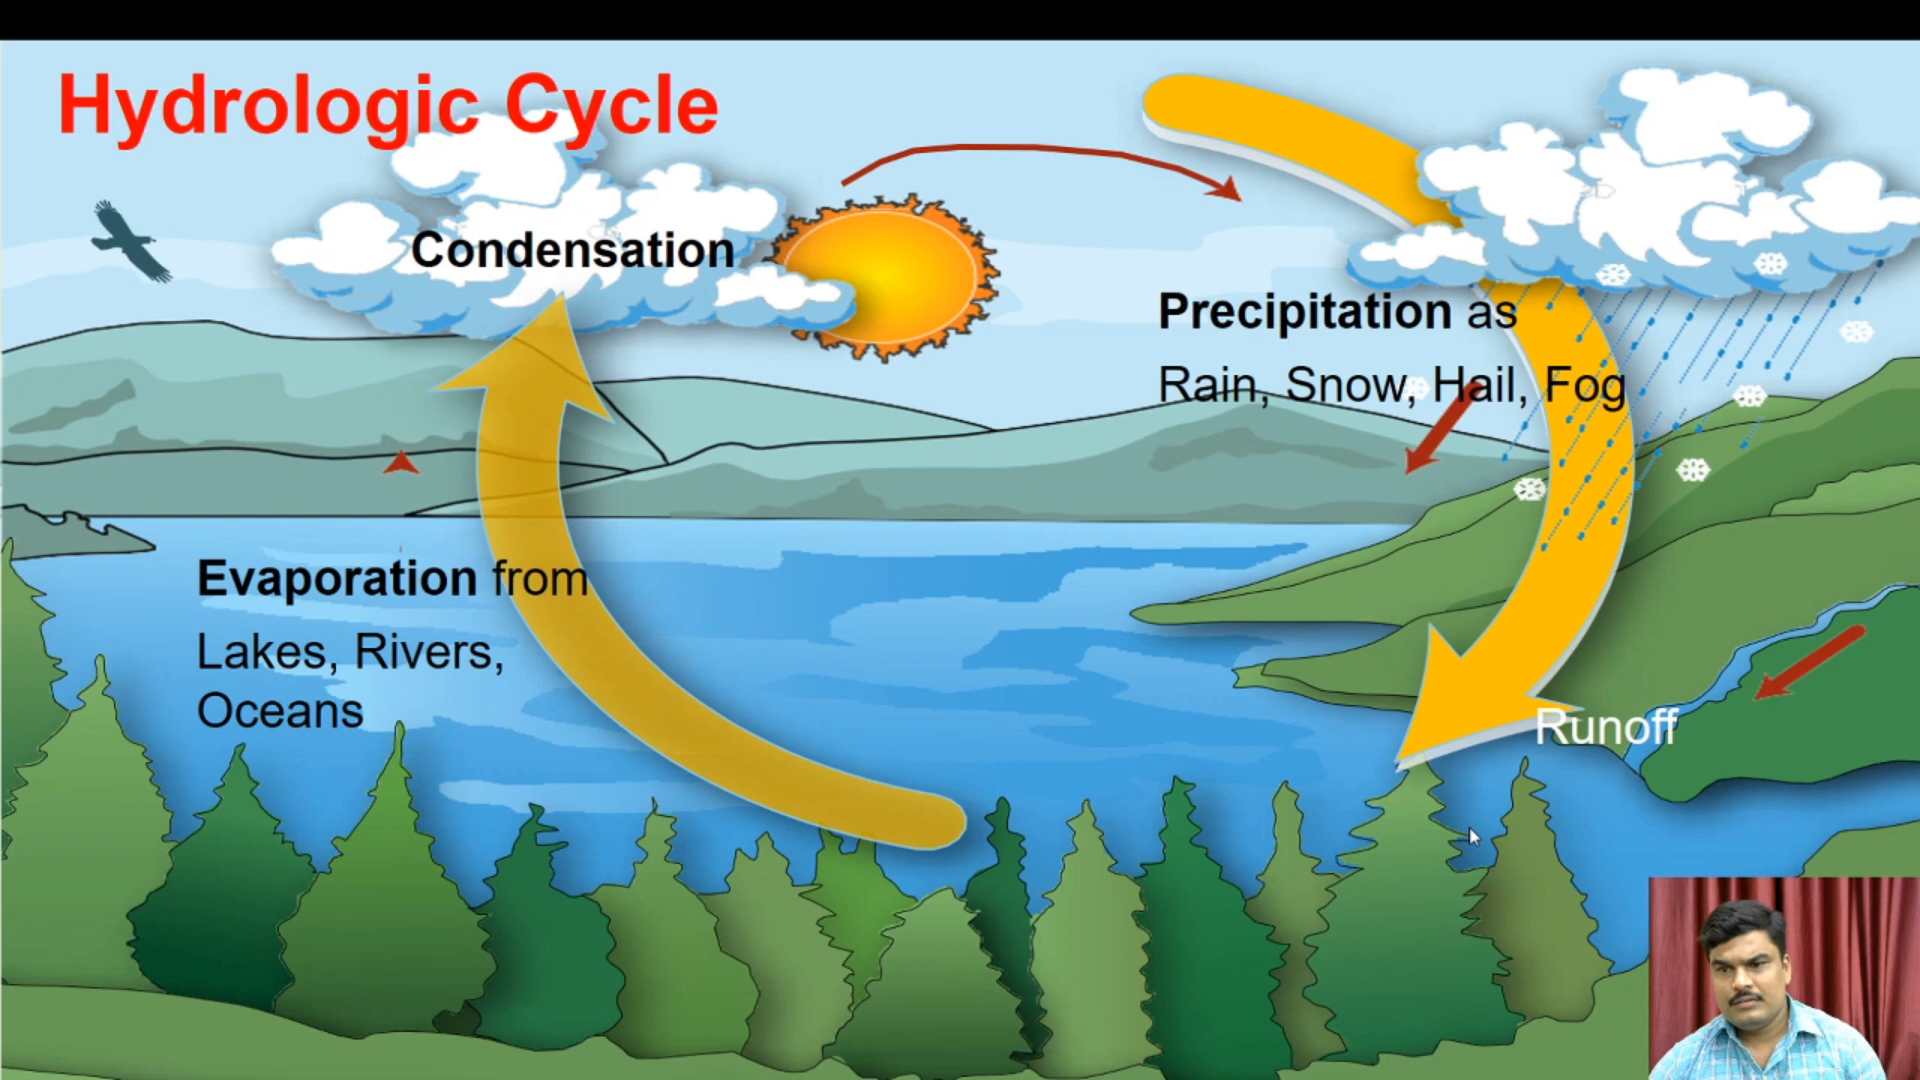 Hydrologic Cycle
Condensation
Precipitation as
Rain, Snow, Hail, Fog
Evaporation from
Lakes, Rivers,
Oceans
Runoff